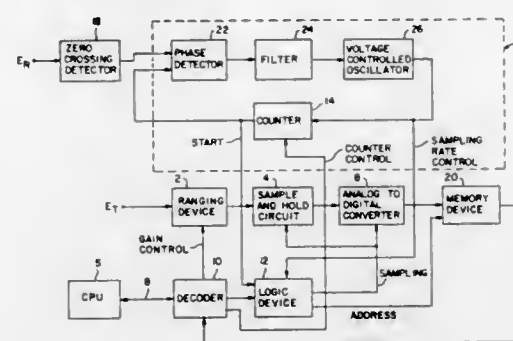 18
ZERO
CROSSING
DETECTOR
E_R
22
PHASE
DETECTOR
24
FILTER
26
VOLTAGE
CONTROLLED
OSCILLATOR
14
COUNTER
START
COUNTER
CONTROL
SAMPLING
RATE
CONTROL
2
RANGING
DEVICE
E_T
4
SAMPLE
AND HOLD
CIRCUIT
8
ANALOG TO
DIGITAL
CONVERTER
20
MEMORY
DEVICE
GAIN
CONTROL
5
CPU
8
10
DECODER
12
LOGIC
DEVICE
SAMPLING
ADDRESS